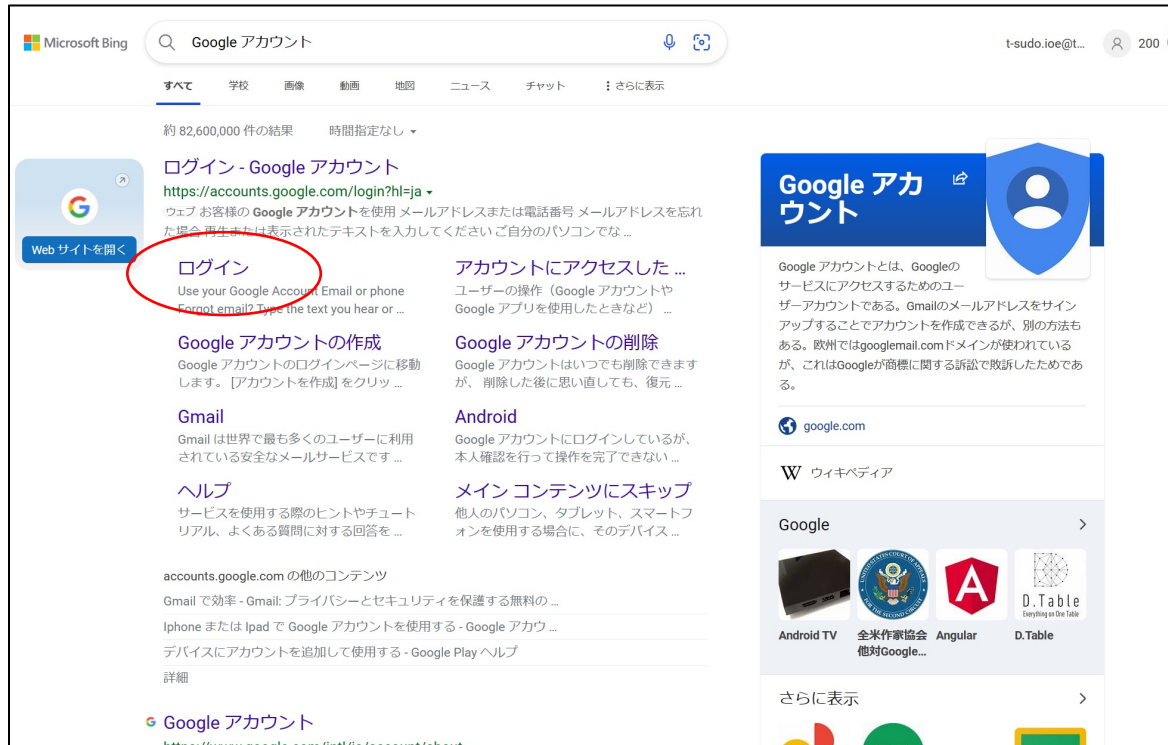 Microsoft Bing
Google アカウント
t-sudo.ioe@t...
200
すべて
学校
画像
動画
地図
ニュース
チャット
さらに表示
約 82,600,000 件の結果
時間指定なし
Web サイトを開く
ログイン - Google アカウント
https://accounts.google.com/login?hl=ja
ウェブ お客様の Google アカウントを使用 メールアドレスまたは電話番号 メールアドレスを忘れ
た場合 再生または表示されたテキストを入力してください ご自分のパソコンでな ...
ログイン
Use your Google Account Email or phone
Forgot email? Type the text you hear or ...
アカウントにアクセスした ...
ユーザーの操作（Google アカウントや
Google アプリを使用したときなど） ...
Google アカウントの作成
Google アカウントのログインページに移動
します。 [アカウントを作成] をクリッ ...
Google アカウントの削除
Google アカウントはいつでも削除できます
が、 削除した後に思い直しても、復元 ...
Gmail
Gmail は世界で最も多くのユーザーに利用
されている安全なメールサービスです ...
Android
Google アカウントにログインしているが、
本人確認を行って操作を完了できない ...
ヘルプ
サービスを使用する際のヒントやチュート
リアル、よくある質問に対する回答を ...
メイン コンテンツにスキップ
他人のパソコン、タブレット、スマートフ
ォンを使用する場合に、そのデバイス ...
accounts.google.com の他のコンテンツ
Gmail で効率 - Gmail: プライバシーとセキュリティを保護する無料の ...
Iphone または Ipad で Google アカウントを使用する - Google アカウ ...
デバイスにアカウントを追加して使用する - Google Play ヘルプ
詳細
Google アカウント
https://www.google.com/intl/ja/account/about
Google アカ
ウント
Google アカウントとは、Googleの
サービスにアクセスするためのユー
ザーアカウントである。Gmailのメールアドレスをサイン
アップすることでアカウントを作成できるが、別の方法も
ある。欧州ではgooglemail.comドメインが使われている
が、これはGoogleが商標に関する訴訟で敗訴したためであ
る。
google.com
W ウィキペディア
Google
D.Table
Everything on One Table
Android TV
全米作家協会
他対Google...
Angular
D.Table
さらに表示